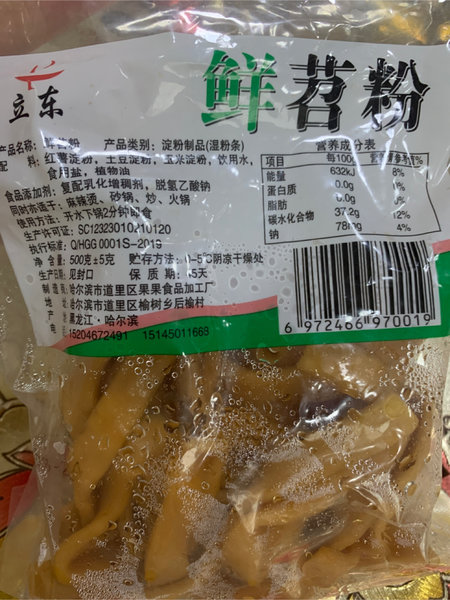 立东
鲜苕粉
产品名称: 鲜苕粉 产品类别: 淀粉制品(湿粉条)
配 料: 红薯淀粉, 土豆淀粉, 玉米淀粉, 饮用水,
食用盐, 植物油
食品添加剂: 复配乳化增稠剂, 脱氢乙酸钠
同时亦适于: 麻辣烫、砂锅、炒、火锅
使用方法: 开水下锅2分钟即食
生产许可证: SC12323010210120
执行标准: Q/HGG 0001S-2019
净含量: 500克±5克 贮存方法: 0-5℃阴凉干燥处
生产日期: 见封口 保 质 期: 45天
制造商: 哈尔滨市道里区果果食品加工厂
地 址: 哈尔滨市道里区榆树乡后榆村
产 地: 黑龙江·哈尔滨
电 话: 15204672491 15145011669
营养成分表
项目 每100 营养素参考值%
能量 632kJ 8%
蛋白质 0.0g 0%
脂肪 0.0g 0%
碳水化合物 37.2g 12%
钠 78mg 4%
6 972466 970019